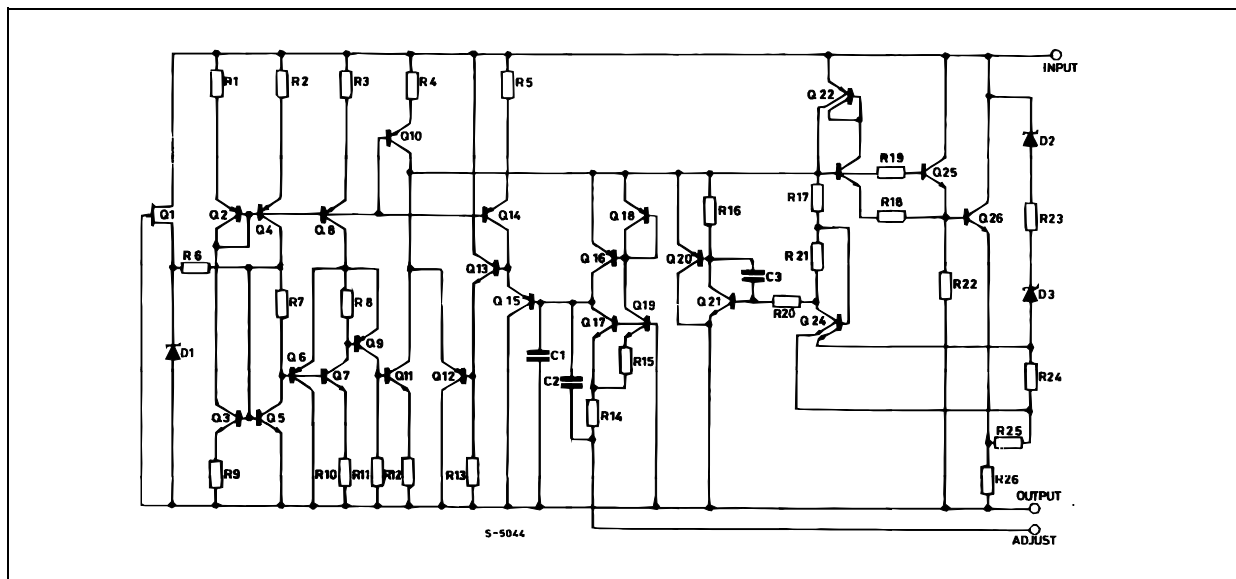 INPUT
R1
R2
R3
R4
R5
Q22
Q10
D2
R19
Q25
R17
R18
Q1
Q2
Q4
Q8
Q14
Q18
R16
Q26
R23
R6
Q13
Q16
Q20
C3
R21
R7
R8
Q15
Q19
Q21
R20
R22
D3
Q6
Q9
Q17
Q24
D1
Q7
Q11
Q12
C1
R15
C2
R24
Q3
Q5
R14
R25
R9
R10
R11
R12
R13
R26
OUTPUT
S-5044
ADJUST